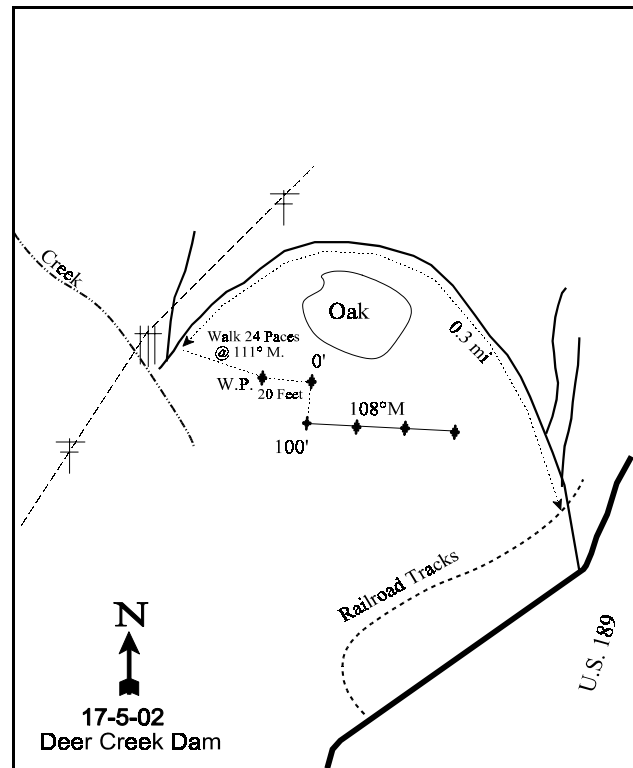 Creek
Oak
0.3 mi
Walk 24 Paces
@ 111° M.
0'
W.P.
20 Feet
108°M
100'
Railroad Tracks
U.S. 189
N
17-5-02
Deer Creek Dam